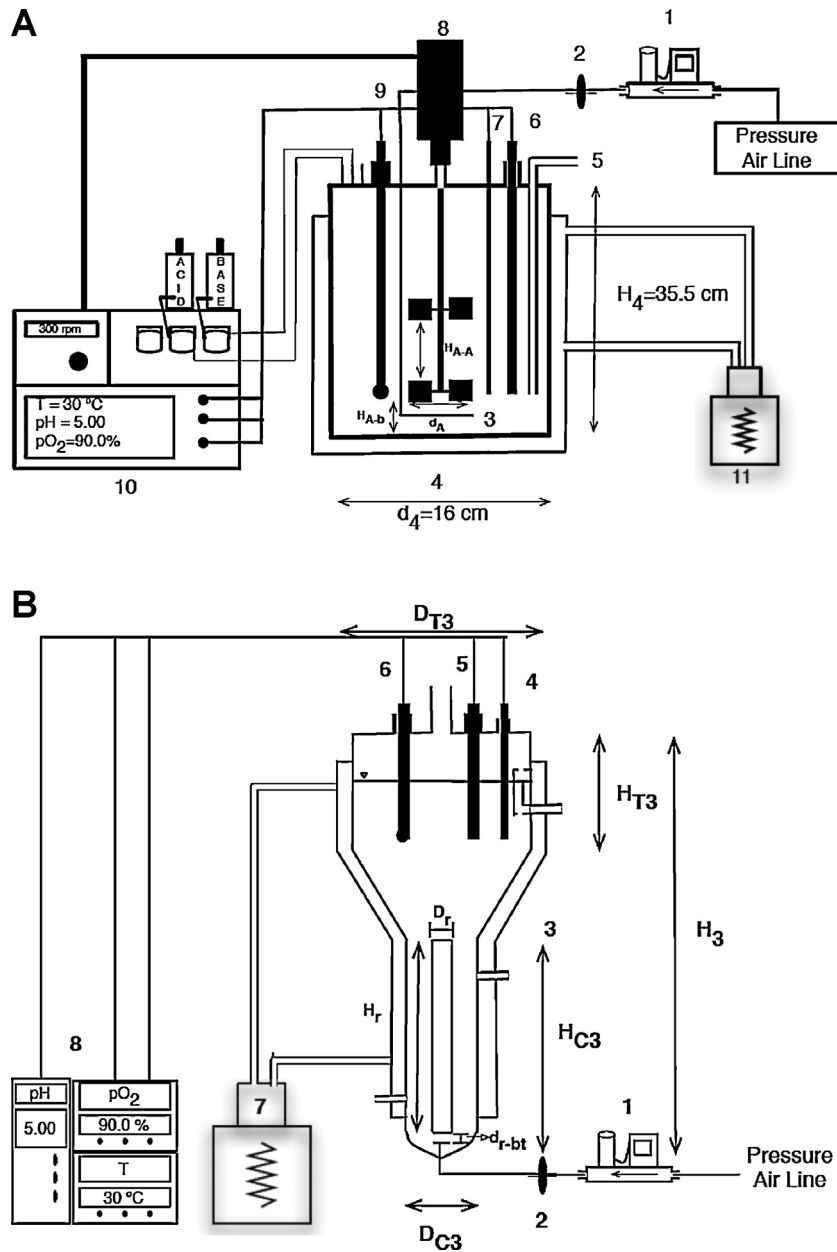 A
8
1
2
9
7
6
Pressure
Air Line
5
ACID
BASE
H4=35.5 cm
300 rpm
HA-A
T = 30 ºC
pH = 5.00
pO2=90.0%
HA-b
dA
3
10
4
11
d4=16 cm
B
DT3
6
5
4
HT3
Dr
3
H3
Hr
HC3
8
pH
pO2
7
1
5.00
90.0 %
dr-bt
T
Pressure
Air Line
30 ºC
DC3
2